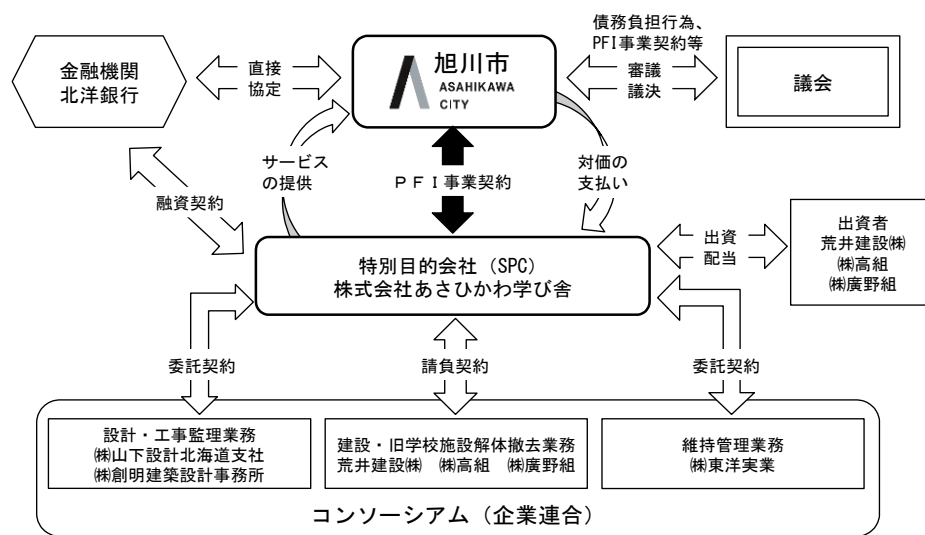 債務負担行為、
PFI事業契約等
金融機関
北洋銀行
直接
協定
旭川市
ASAHIKAWA
CITY
審議
議決
議会
サービス
の提供
PFI事業契約
対価の
支払い
融資契約
出資
配当
出資者
荒井建設㈱
㈱高組
㈱廣野組
特別目的会社（SPC）
株式会社あさひかわ学び舎
委託契約
請負契約
委託契約
設計・工事監理業務
㈱山下設計北海道支社
㈱創明建築設計事務所
建設・旧学校施設解体撤去業務
荒井建設㈱　㈱高組　㈱廣野組
維持管理業務
㈱東洋実業
コンソーシアム（企業連合）